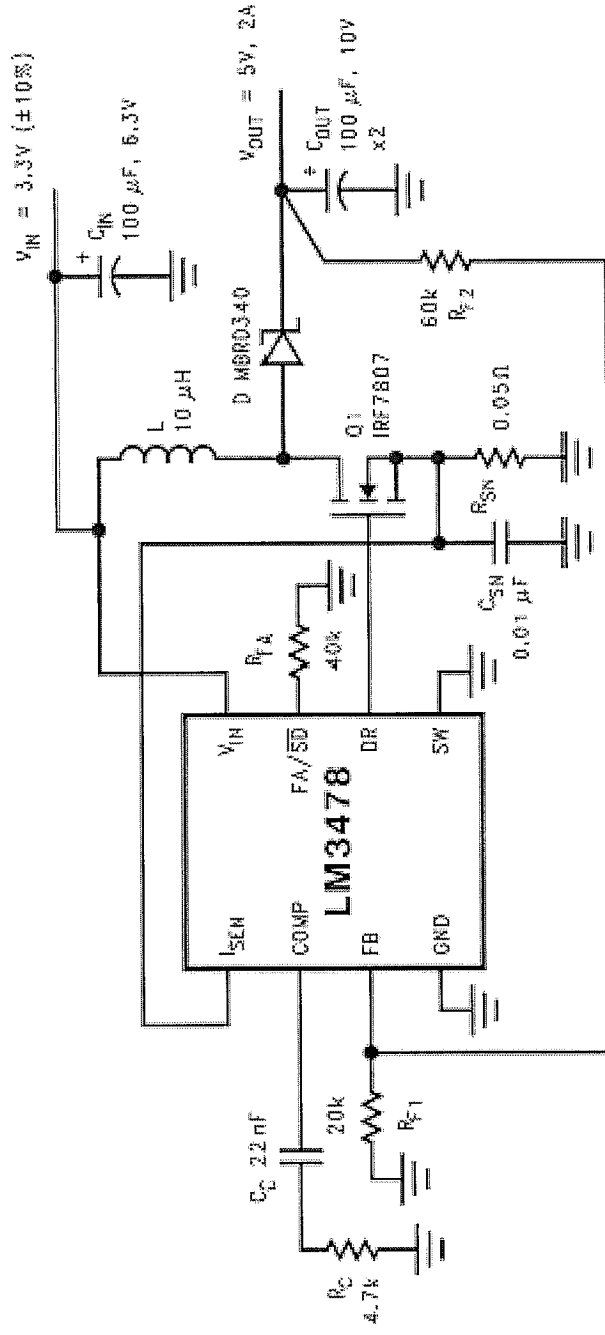 V_IN = 3.3V (±10%)
C_IN
100 µF, 6.3V
L
10 µH
D MBRD340
V_OUT = 5V, 2A
C_OUT
100 µF, 10V
x2
60k
R_F2
Q1
IRF7807
R_SN
0.05Ω
C_SN
0.01 µF
R_FA
40k
I_SEN
V_IN
COMP
FA/SD
LM3478
FB
DR
GND
SW
C_C 22 nF
R_C
4.7k
20k
R_F1
+
+